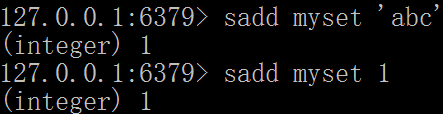 127.0.0.1:6379> sadd myset 'abc'
(integer) 1
127.0.0.1:6379> sadd myset 1
(integer) 1